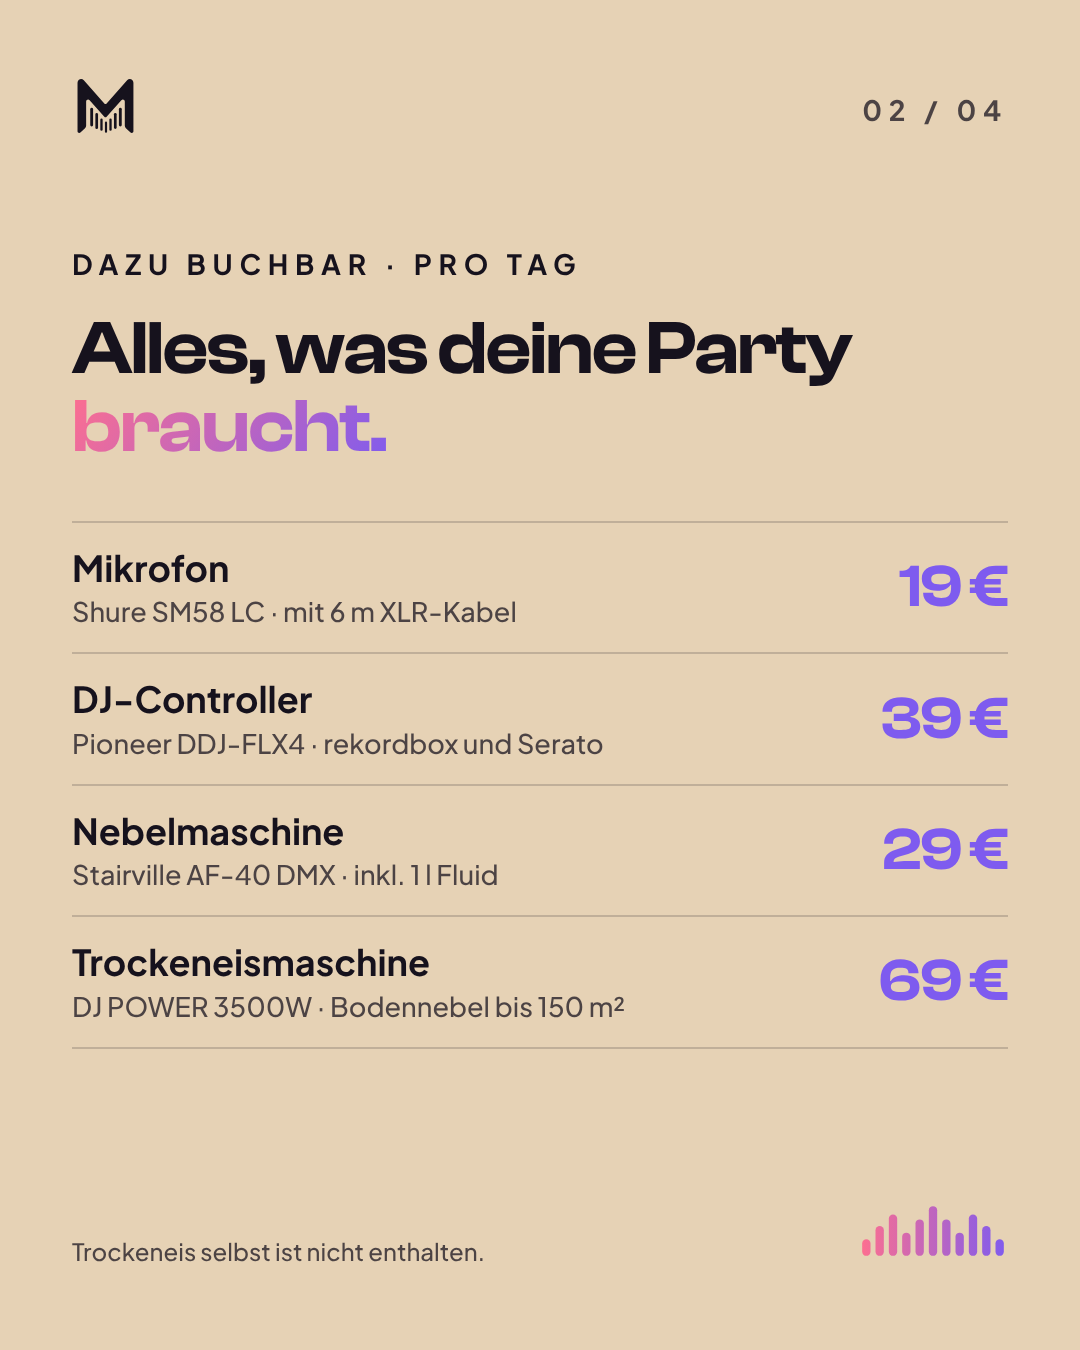 M
02 / 04
DAZU BUCHBAR · PRO TAG
Alles, was deine Party
braucht.
Mikrofon
19 €
Shure SM58 LC · mit 6 m XLR-Kabel
DJ-Controller
39 €
Pioneer DDJ-FLX4 · rekordbox und Serato
Nebelmaschine
29 €
Stairville AF-40 DMX · inkl. 1 l Fluid
Trockeneismaschine
69 €
DJ POWER 3500W · Bodennebel bis 150 m²
Trockeneis selbst ist nicht enthalten.